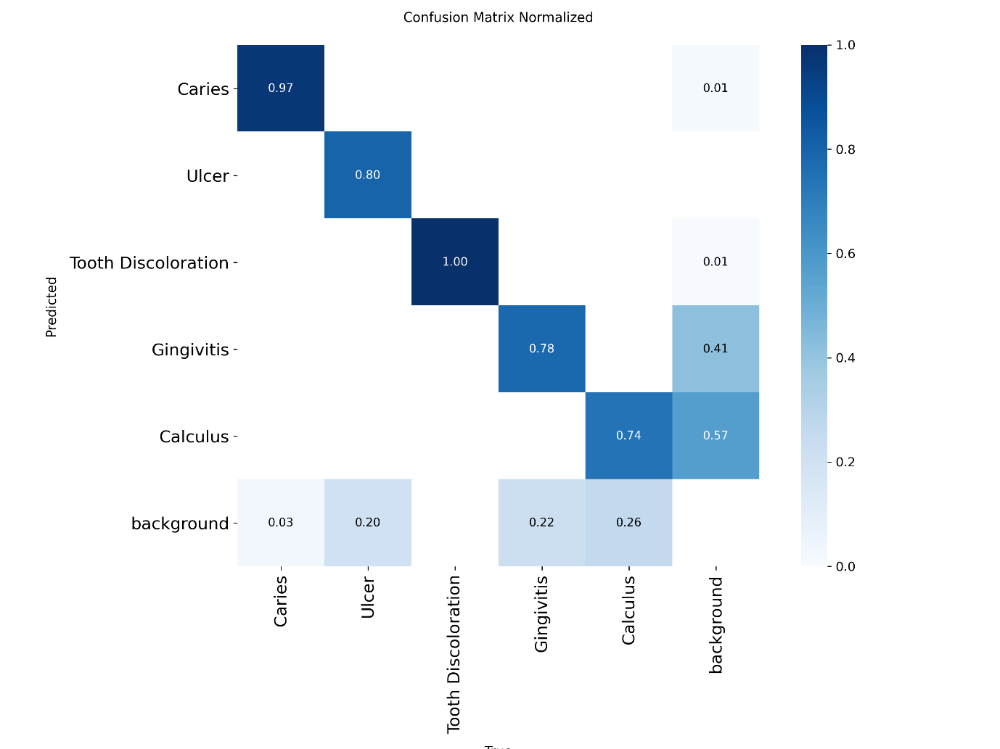 Confusion Matrix Normalized
Caries
0.97
0.01
1.0
Ulcer
0.80
0.8
Tooth Discoloration
1.00
0.01
0.6
Predicted
Gingivitis
0.78
0.41
0.4
Calculus
0.74
0.57
0.2
background
0.03
0.20
0.22
0.26
0.0
Caries
Ulcer
Tooth Discoloration
Gingivitis
Calculus
background